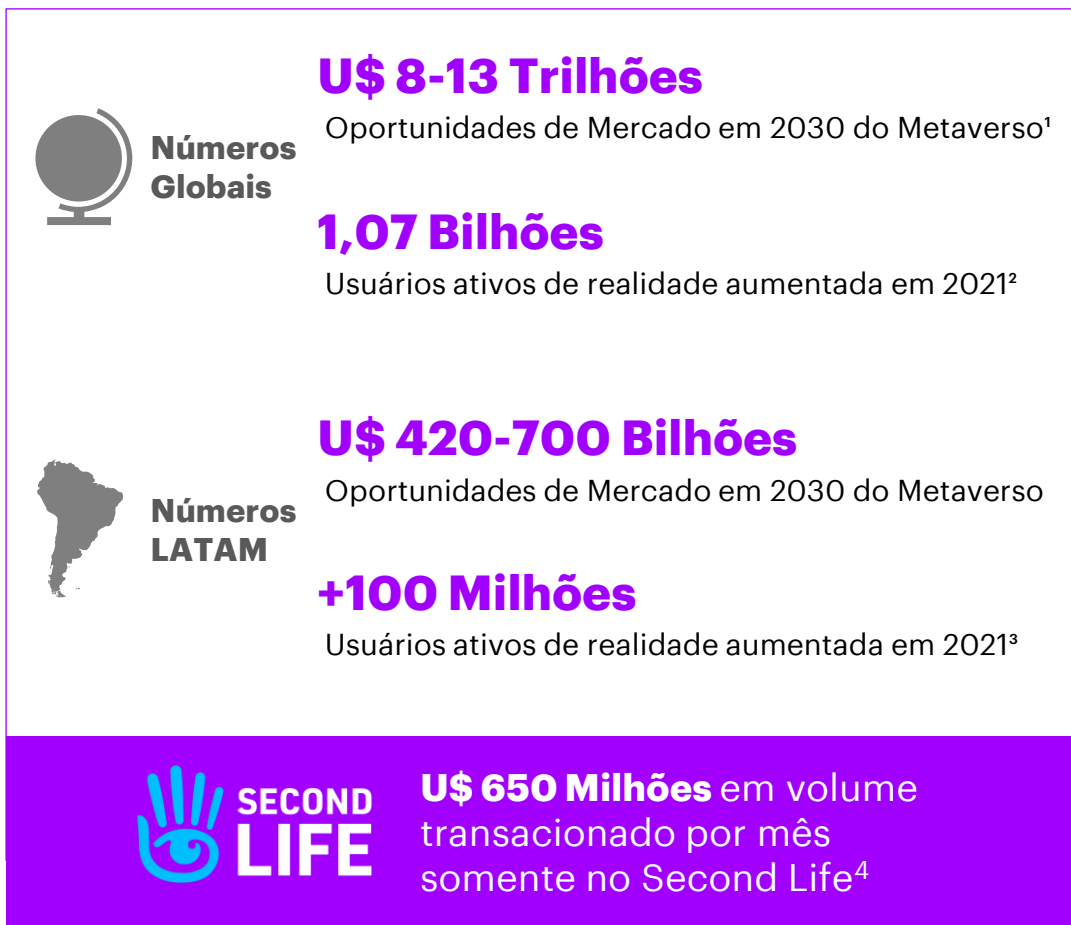 U$ 8-13 Trilhões
Oportunidades de Mercado em 2030 do Metaverso¹
Números
Globais
1,07 Bilhões
Usuários ativos de realidade aumentada em 2021²
U$ 420-700 Bilhões
Oportunidades de Mercado em 2030 do Metaverso
Números
LATAM
+100 Milhões
Usuários ativos de realidade aumentada em 2021³
SECOND
LIFE
U$ 650 Milhões em volume
transacionado por mês
somente no Second Life⁴